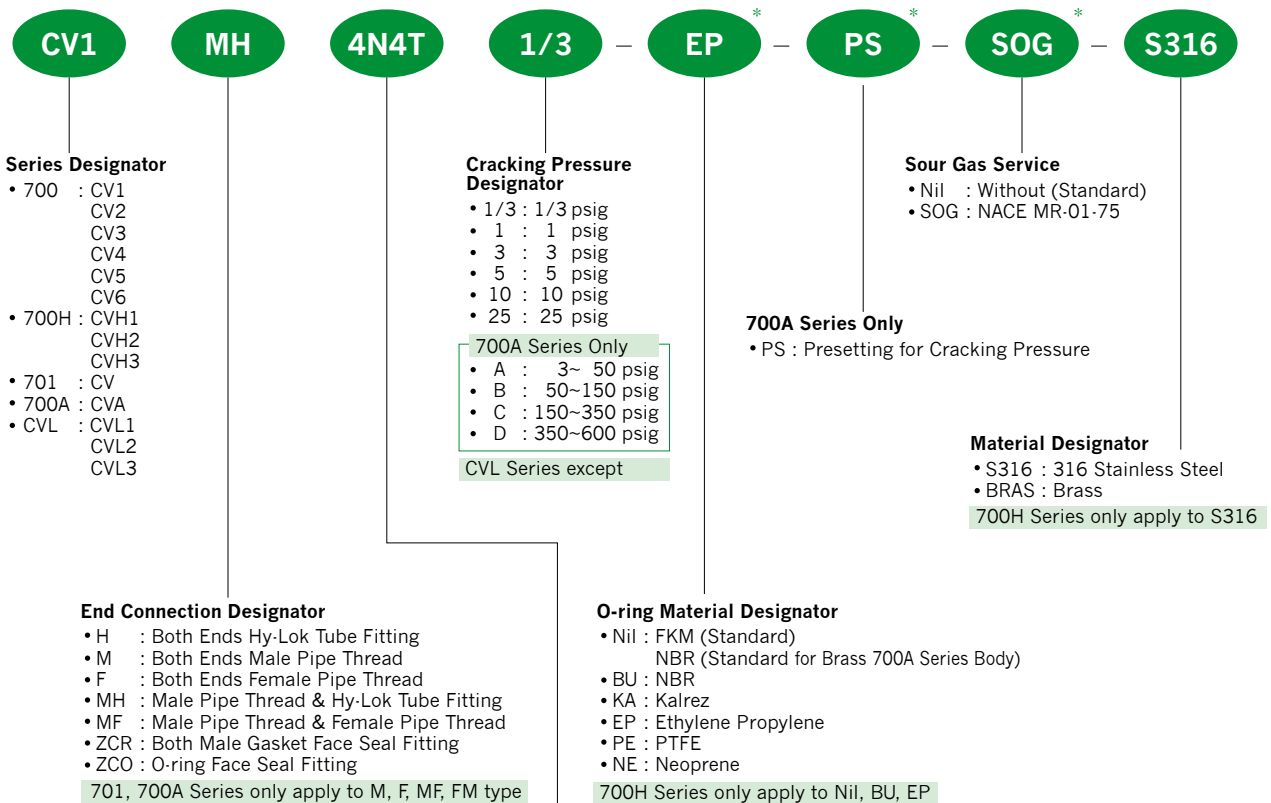 CV1 MH 4N4T 1/3 – EP* – PS* – SOG* – S316
Series Designator
• 700 : CV1
CV2
CV3
CV4
CV5
CV6
• 700H : CVH1
CVH2
CVH3
• 701 : CV
• 700A : CVA
• CVL : CVL1
CVL2
CVL3
Cracking Pressure
Designator
• 1/3 : 1/3 psig
• 1 : 1 psig
• 3 : 3 psig
• 5 : 5 psig
• 10 : 10 psig
• 25 : 25 psig
700A Series Only
• A : 3~ 50 psig
• B : 50~150 psig
• C : 150~350 psig
• D : 350~600 psig
CVL Series except
Sour Gas Service
• Nil : Without (Standard)
• SOG : NACE MR-01-75
700A Series Only
• PS : Presetting for Cracking Pressure
Material Designator
• S316 : 316 Stainless Steel
• BRAS : Brass
700H Series only apply to S316
End Connection Designator
• H : Both Ends Hy-Lok Tube Fitting
• M : Both Ends Male Pipe Thread
• F : Both Ends Female Pipe Thread
• MH : Male Pipe Thread & Hy-Lok Tube Fitting
• MF : Male Pipe Thread & Female Pipe Thread
• ZCR : Both Male Gasket Face Seal Fitting
• ZCO : O-ring Face Seal Fitting
701, 700A Series only apply to M, F, MF, FM type
O-ring Material Designator
• Nil : FKM (Standard)
NBR (Standard for Brass 700A Series Body)
• BU : NBR
• KA : Kalrez
• EP : Ethylene Propylene
• PE : PTFE
• NE : Neoprene
700H Series only apply to Nil, BU, EP